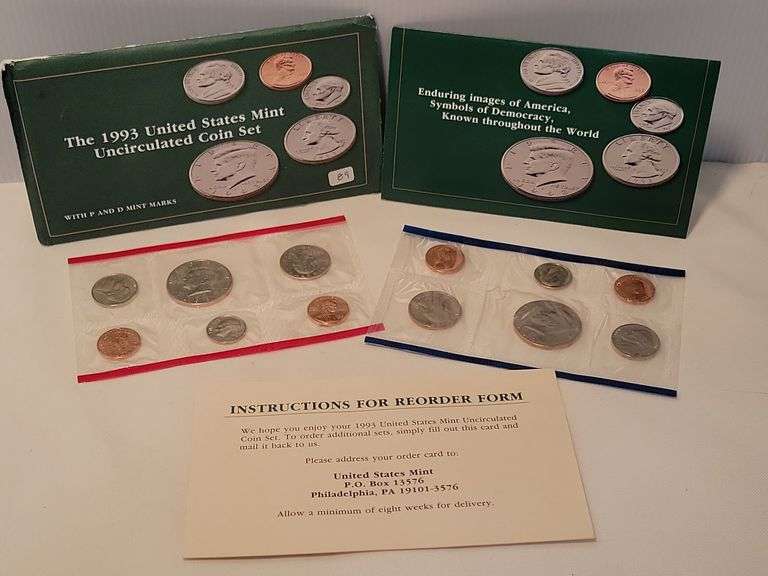 The 1993 United States Mint
Uncirculated Coin Set
WITH P AND D MINT MARKS
89
Enduring images of America,
Symbols of Democracy,
Known throughout the World
INSTRUCTIONS FOR REORDER FORM
We hope you enjoy your 1993 United States Mint Uncirculated
Coin Set. To order additional sets, simply fill out this card and
mail it back to us.
Please address your order card to:
United States Mint
P.O. Box 13576
Philadelphia, PA 19101-3576
Allow a minimum of eight weeks for delivery.